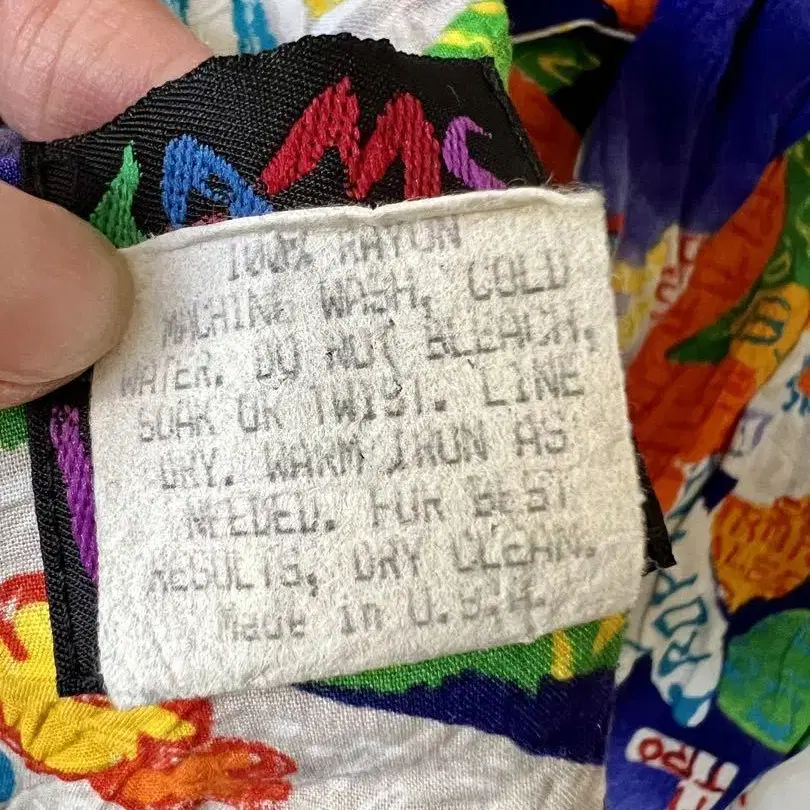 JAMS
100% RAYON
MACHINE WASH, COLD
WATER. DO NOT BLEACH,
SOAK OR TWIST. LINE
DRY. WARM IRON AS
NEEDED. FOR BEST
RESULTS, DRY CLEAN.
Made in U.S.A.